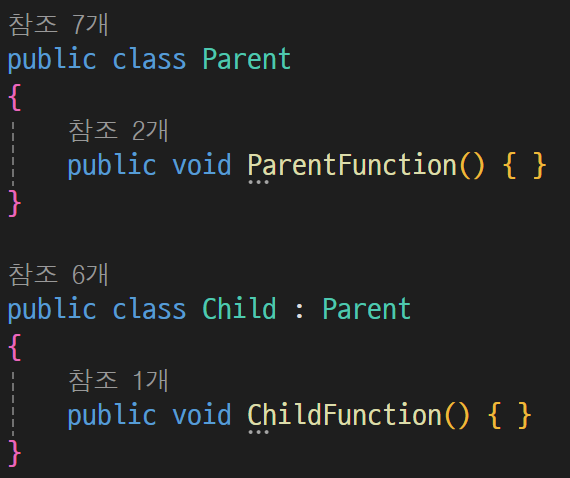 참조 7개
public class Parent
{
참조 2개
public void ParentFunction() { }
}
참조 6개
public class Child : Parent
{
참조 1개
public void ChildFunction() { }
}